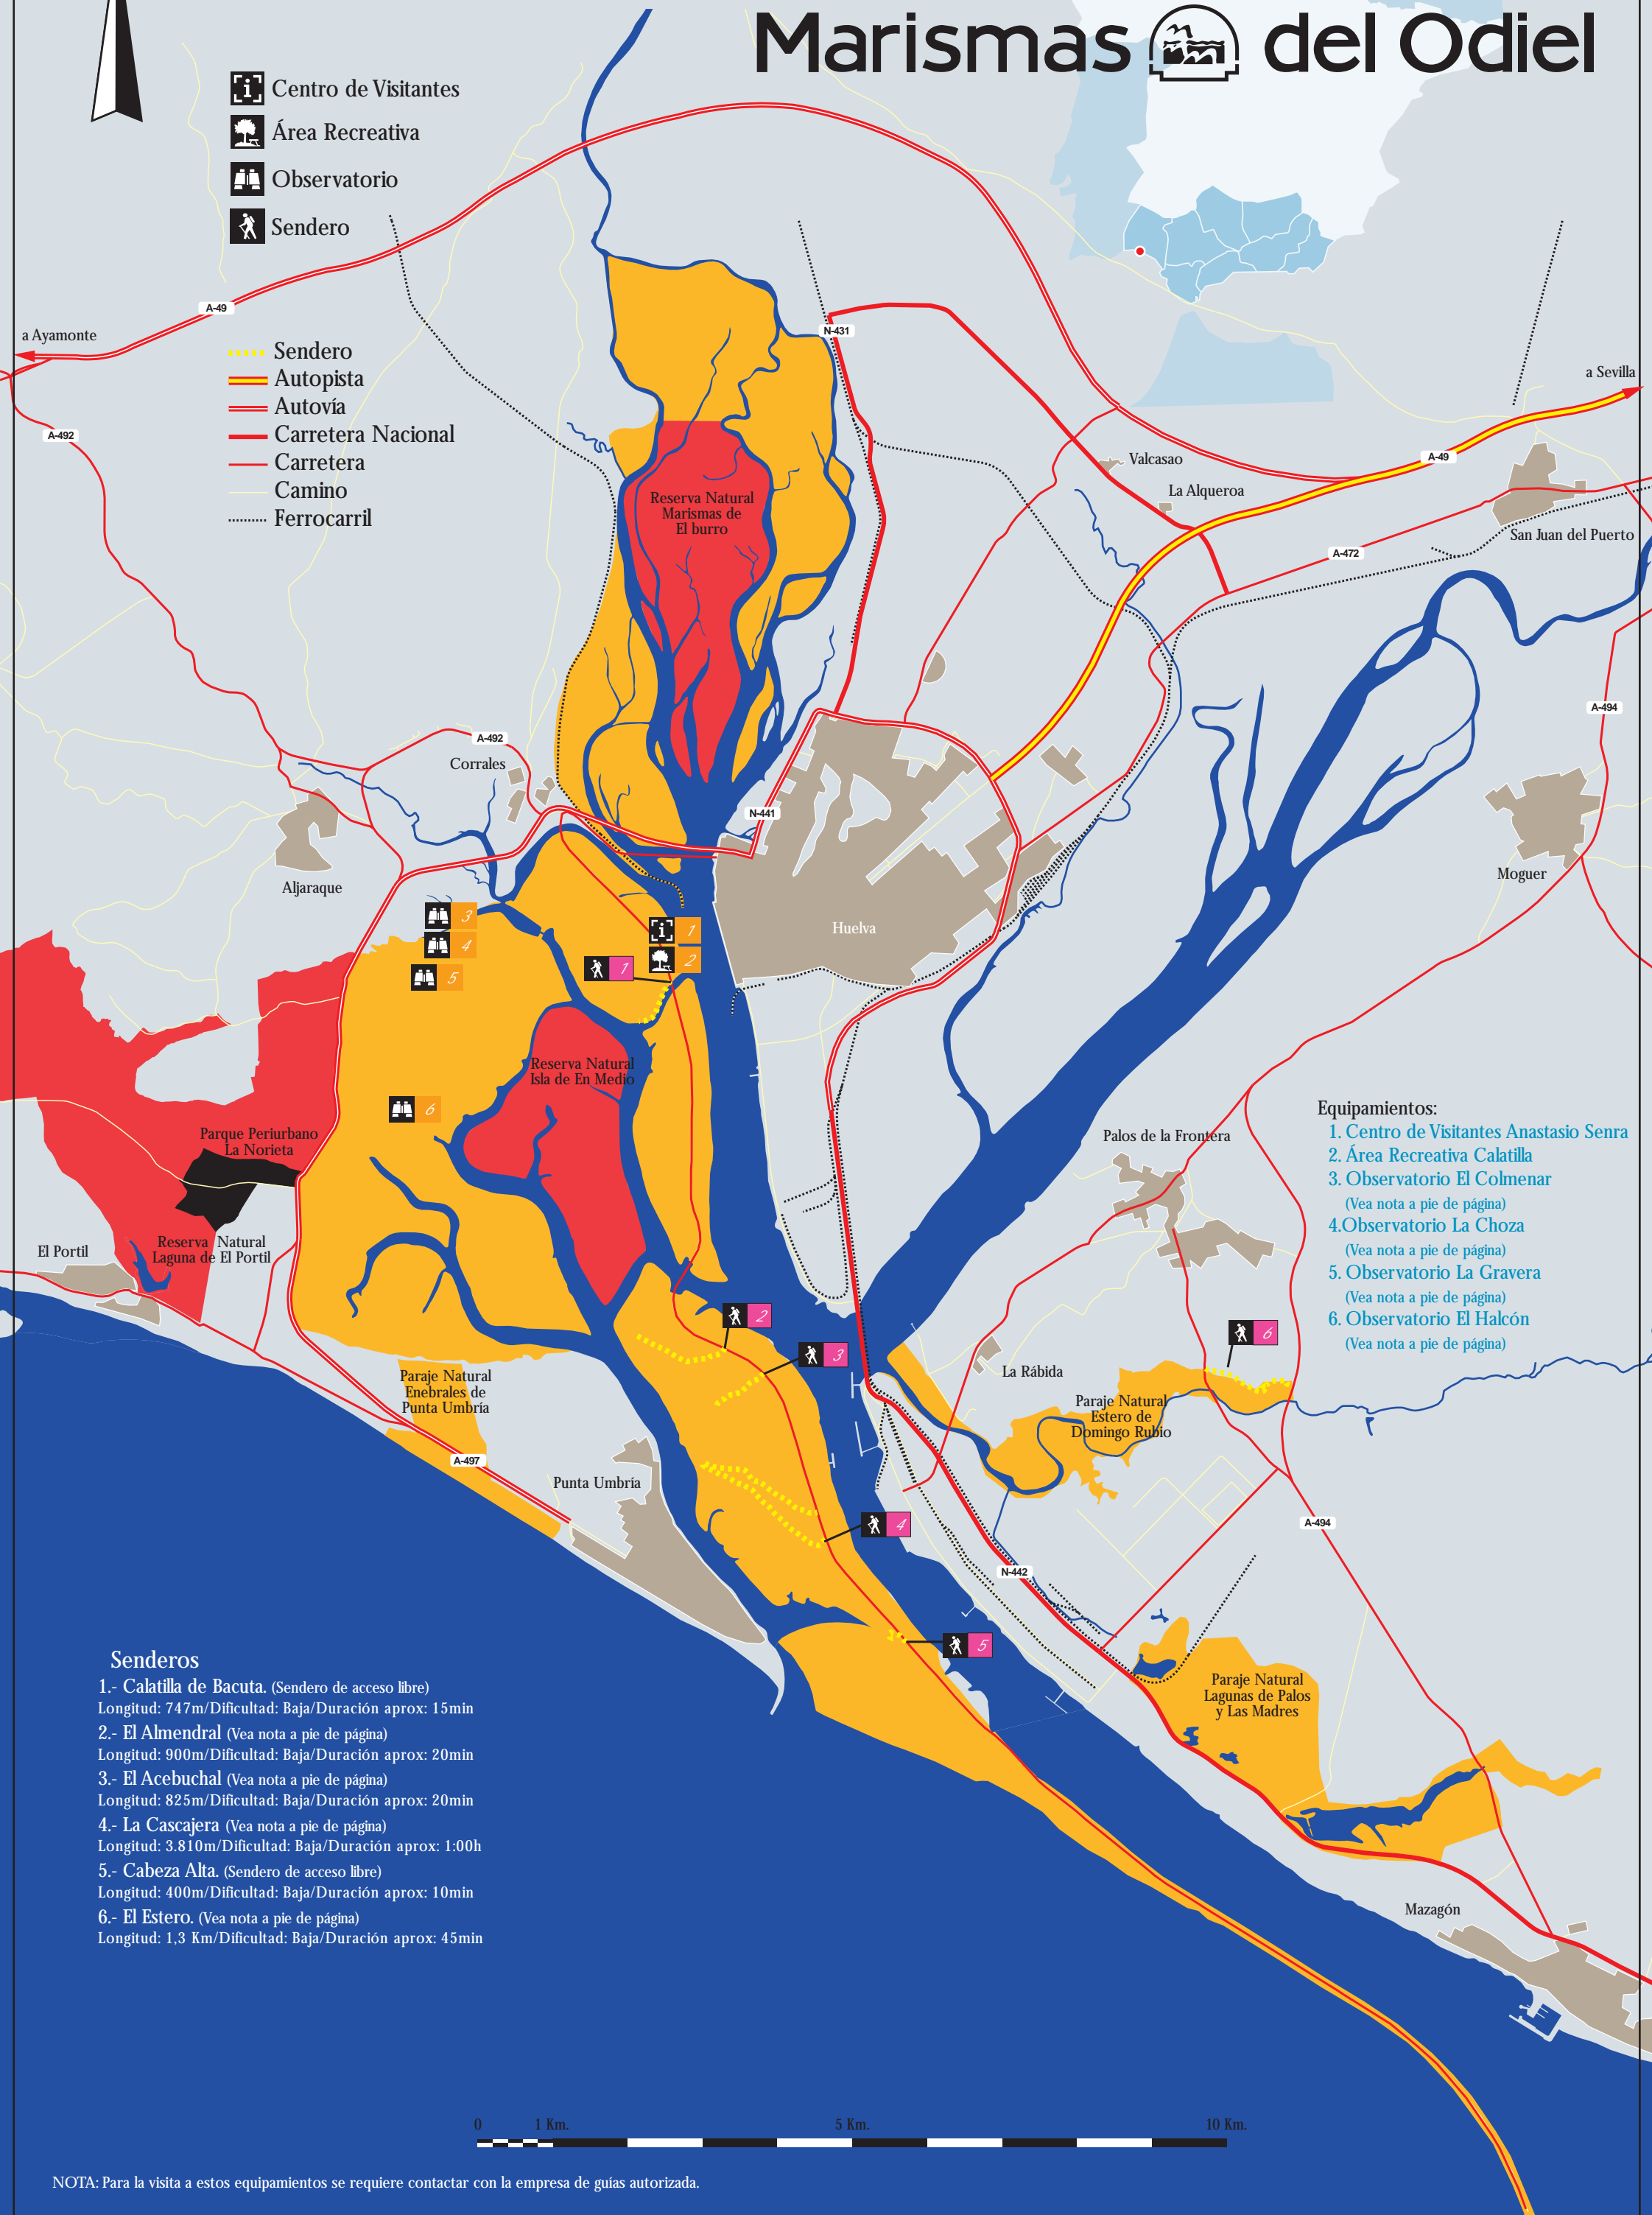 Marismas del Odiel
Centro de Visitantes
Área Recreativa
Observatorio
Sendero
A-49
a Ayamonte
N-431
Sendero
Autopista
Autovía
Carretera Nacional
Carretera
Camino
Ferrocarril
a Sevilla
A-492
A-49
Valcasao
La Alqueroa
San Juan del Puerto
A-472
Reserva Natural
Marismas de
El burro
A-494
A-492
Corrales
N-441
Aljaraque
Moguer
Huelva
3
4
5
1
2
1
6
Reserva Natural
Isla de En Medio
Parque Periurbano
La Norieta
Reserva Natural
Laguna de El Portil
El Portil
Palos de la Frontera
Equipamientos:
1. Centro de Visitantes Anastasio Senra
2. Área Recreativa Calatilla
3. Observatorio El Colmenar
(Vea nota a pie de página)
4.Observatorio La Choza
(Vea nota a pie de página)
5. Observatorio La Gravera
(Vea nota a pie de página)
6. Observatorio El Halcón
(Vea nota a pie de página)
2
3
6
La Rábida
Paraje Natural
Enebrales de
Punta Umbría
Paraje Natural
Estero de
Domingo Rubio
A-497
Punta Umbría
4
A-494
N-442
5
Paraje Natural
Lagunas de Palos
y Las Madres
Mazagón
Senderos
1.- Calatilla de Bacuta. (Sendero de acceso libre)
Longitud: 747m/Dificultad: Baja/Duración aprox: 15min
2.- El Almendral (Vea nota a pie de página)
Longitud: 900m/Dificultad: Baja/Duración aprox: 20min
3.- El Acebuchal (Vea nota a pie de página)
Longitud: 825m/Dificultad: Baja/Duración aprox: 20min
4.- La Cascajera (Vea nota a pie de página)
Longitud: 3.810m/Dificultad: Baja/Duración aprox: 1:00h
5.- Cabeza Alta. (Sendero de acceso libre)
Longitud: 400m/Dificultad: Baja/Duración aprox: 10min
6.- El Estero. (Vea nota a pie de página)
Longitud: 1,3 Km/Dificultad: Baja/Duración aprox: 45min
0 1 Km. 5 Km. 10 Km.
NOTA: Para la visita a estos equipamientos se requiere contactar con la empresa de guías autorizada.